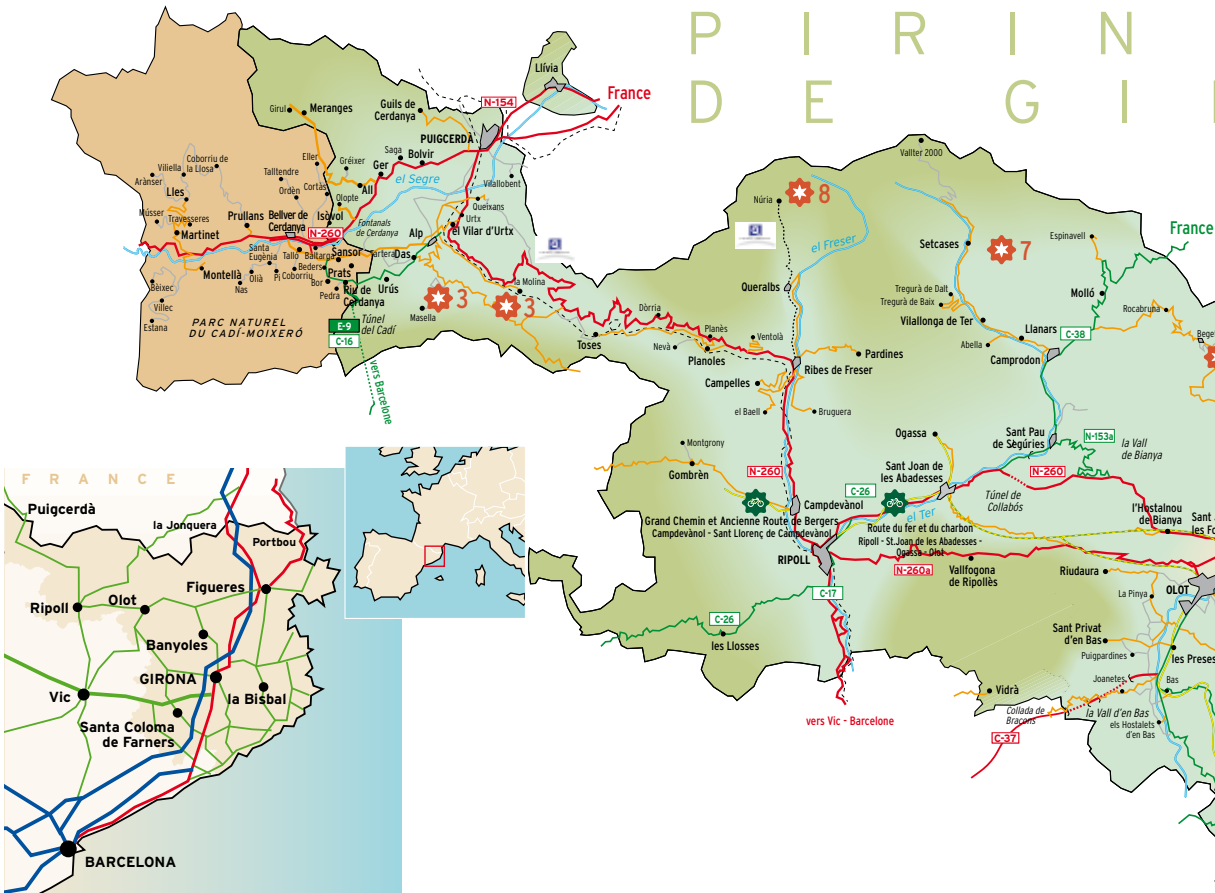 P I R I N
D E G I
Llívia
France
N-154
Girul
Meranges
Guils de
Cerdanya
PUIGCERDÀ
Saga
Bolvir
Ger
Gréixer
Eller
All
el Segre
Vilallobent
Coborriu de
la Llosa
Viliella
Arànser
Lles
Talltendre
Ordèn
Cortàs
Olopte
Queixans
Urtx
el Vilar d'Urtx
Músser
Travesseres
Martinet
Prullans
Bellver de
Cerdanya
Isòvol
N-260
Fontanals
de Cerdanya
Alp
Santa
Eugènia
Tallo
Baltarga
Sansor
Das
Prats
Montellà
Nas
Olià
Pi
Coborriu
Beders
Bor
Pedra
Riu de
Cerdanya
Urús
Bèixec
Víllec
Estana
PARC NATUREL
DU CADÍ-MOIXERÓ
E-9
C-16
Túnel
del Cadí
vers Barcelone
Masella
3
la Molina
3
Toses
Dòrria
Planès
Nevà
Planoles
Ventolà
Núria
8
el Freser
Queralbs
Pardines
Ribes de Freser
Campelles
el Baell
Bruguera
Vallter 2000
Setcases
7
Espinavell
France
Tregurà de Dalt
Tregurà de Baix
Vilallonga de Ter
Abella
Llanars
Camprodon
Molló
C-38
Rocabruna
Montgrony
Gombrèn
N-260
Campdevànol
Ogassa
Sant Joan de
les Abadesses
Sant Pau
de Segúries
N-153a
la Vall
de Bianya
N-260
C-26
el Ter
Túnel de
Collabós
l'Hostalnou
de Bianya
Grand Chemin et Ancienne Route de Bergers
Campdevànol - Sant Llorenç de Campdevànol
Route du fer et du charbon
Ripoll - St.Joan de les Abadesses -
Ogassa - Olot
RIPOLL
N-260a
Vallfogona
de Ripollès
Riudaura
La Pinya
OLOT
C-17
C-26
les Llosses
Sant Privat
d'en Bas
Puigpardines
les Preses
Joanetes
Bas
Vidrà
Collada de
Bracons
la Vall d'en Bas
els Hostalets
d'en Bas
C-37
vers Vic - Barcelone
F R A N C E
Puigcerdà
la Jonquera
Portbou
Figueres
Ripoll
Olot
Banyoles
GIRONA
Vic
la Bisbal
Santa Coloma
de Farners
BARCELONA